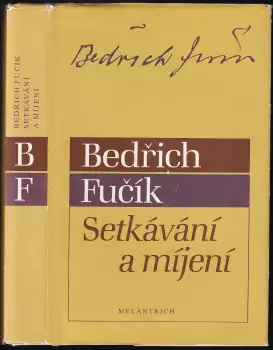 BEDŘICH FUČÍK
SETKÁVÁNÍ
A MÍJENÍ
B
F
Bedřich Fučík
Bedřich
Fučík
Setkávání
a míjení
MELANTRICH